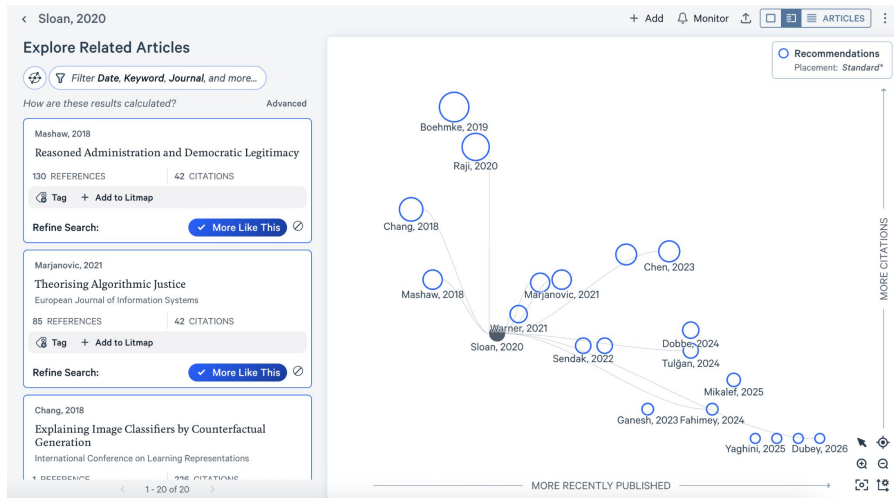 Sloan, 2020
+ Add
Monitor
ARTICLES
Explore Related Articles
Filter Date, Keyword, Journal, and more...
How are these results calculated?
Advanced
Mashaw, 2018
Reasoned Administration and Democratic Legitimacy
130 REFERENCES
42 CITATIONS
Tag
+ Add to Litmap
Refine Search:
More Like This
Marjanovic, 2021
Theorising Algorithmic Justice
European Journal of Information Systems
85 REFERENCES
42 CITATIONS
Tag
+ Add to Litmap
Refine Search:
More Like This
Chang, 2018
Explaining Image Classifiers by Counterfactual
Generation
International Conference on Learning Representations
1 REFERENCE
226 CITATIONS
1 - 20 of 20
Recommendations
Placement: Standard*
Boehmke, 2019
Raji, 2020
Chang, 2018
Chen, 2023
Mashaw, 2018
Marjanovic, 2021
Warner, 2021
Sloan, 2020
Sendak, 2022
Dobbe, 2024
Tulğan, 2024
Mikalef, 2025
Ganesh, 2023
Fahimey, 2024
Yaghini, 2025
Dubey, 2026
MORE CITATIONS
MORE RECENTLY PUBLISHED